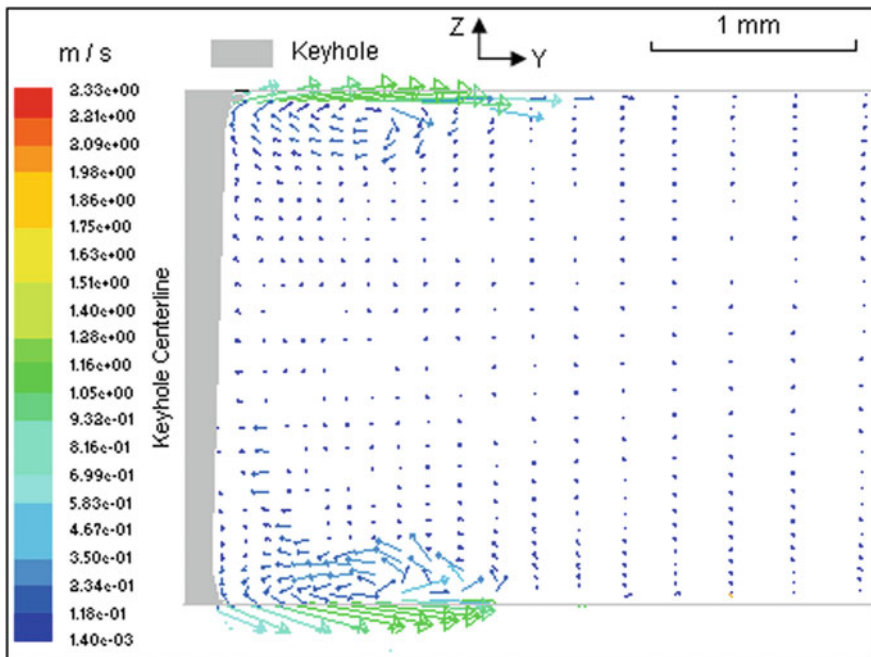 m / s
Keyhole
Z
Y
1 mm
2.33e+00
2.21e+00
2.09e+00
1.98e+00
1.86e+00
1.75e+00
1.63e+00
1.51e+00
1.40e+00
1.28e+00
1.16e+00
1.05e+00
9.32e-01
8.16e-01
6.99e-01
5.83e-01
4.67e-01
3.50e-01
2.34e-01
1.18e-01
1.40e-03
Keyhole Centerline